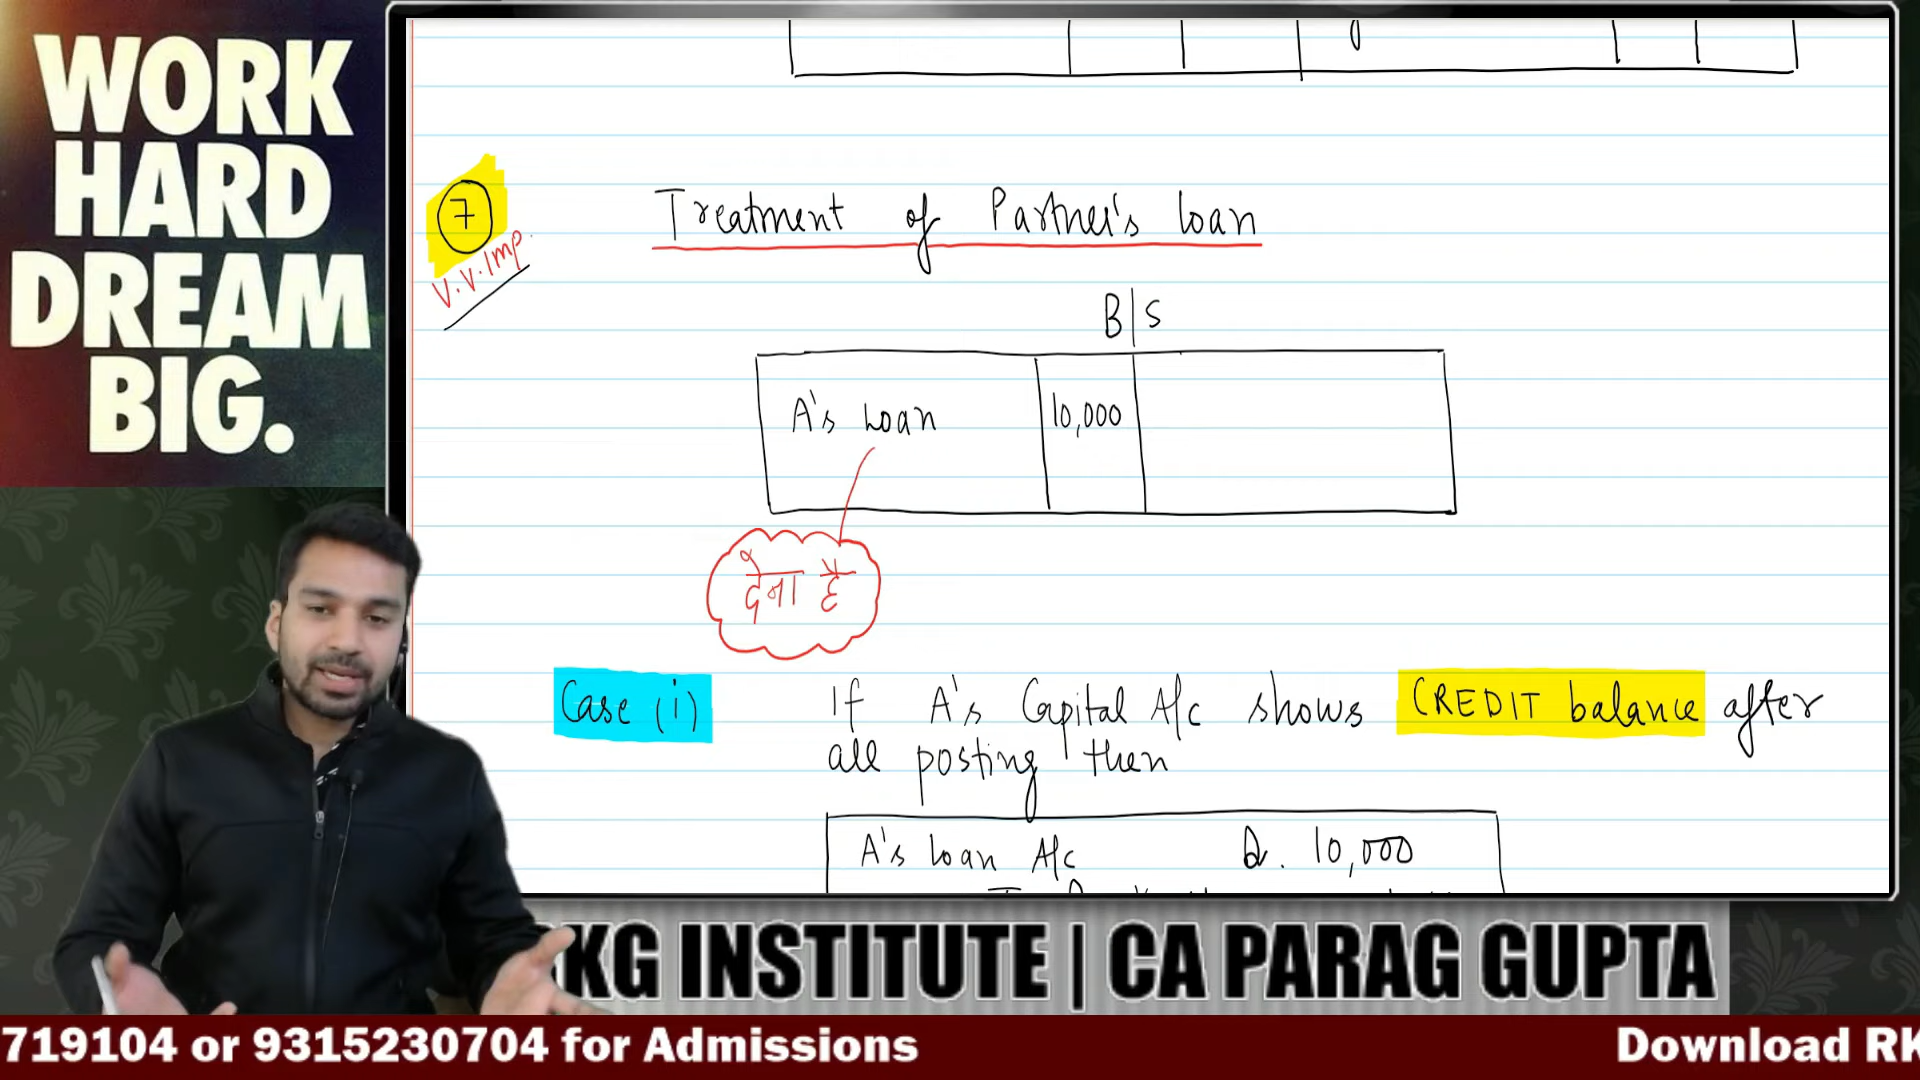 WORK
HARD
DREAM
BIG.
7
V.V.Imp.
Treatment of Partner's Loan
B/S
A's Loan 10,000
देना है
Case (i) If A's Capital A/c shows CREDIT balance after
all posting then
A's Loan A/c Dr. 10,000
KG INSTITUTE | CA PARAG GUPTA
719104 or 9315230704 for Admissions Download RK